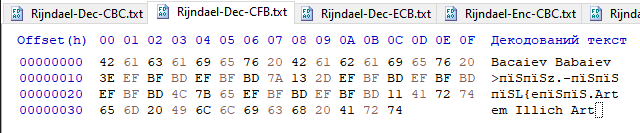 Rijndael-Dec-CBC.txt Rijndael-Dec-CFB.txt Rijndael-Dec-ECB.txt Rijndael-Enc-CBC.txt Rijn
Offset(h) 00 01 02 03 04 05 06 07 08 09 0A 0B 0C 0D 0E 0F Декодований текст
00000000 42 61 63 61 69 65 76 20 42 61 62 61 69 65 76 20 Bacaiev Babaiev
00000010 3E EF BF BD EF BF BD 7A 13 2D EF BF BD EF BF BD >пїЅпїЅz.-пїЅпїЅ
00000020 EF BF BD 4C 7B 65 EF BF BD EF BF BD 11 41 72 74 пїЅL{eпїЅпїЅ.Art
00000030 65 6D 20 49 6C 6C 69 63 68 20 41 72 74 em Illich Art